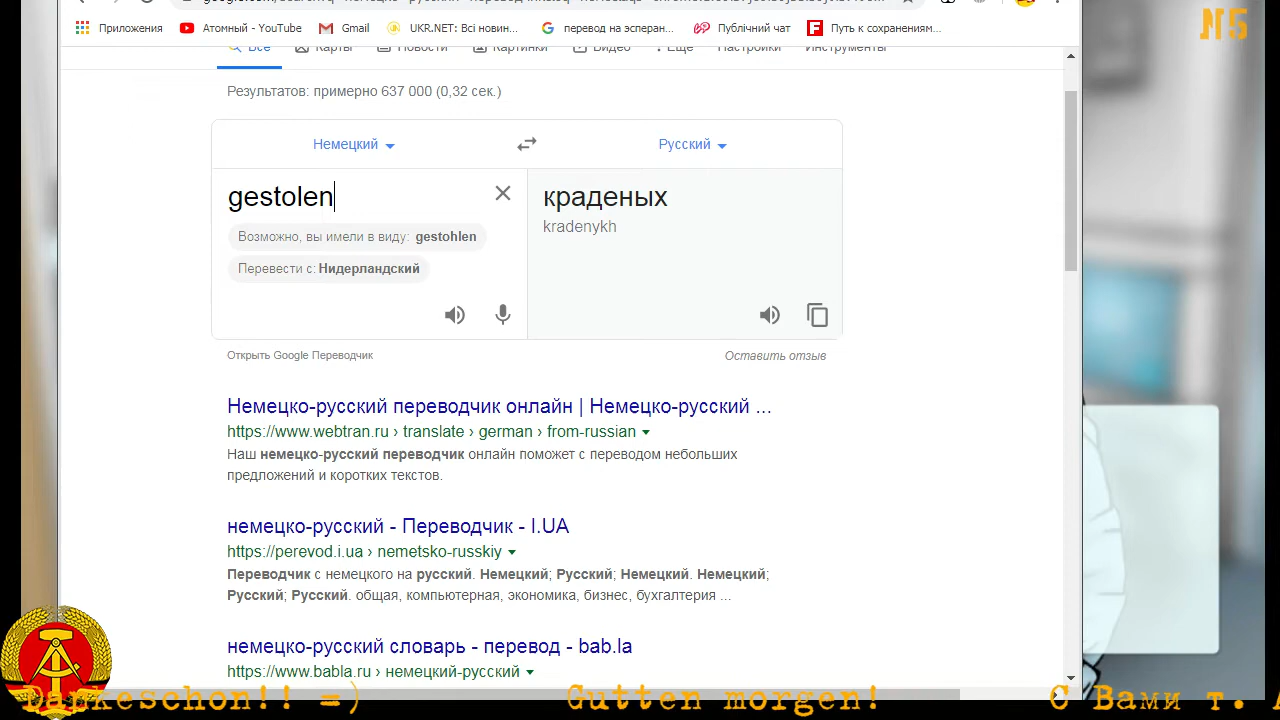 Приложения Атомный - YouTube Gmail UKR.NET: Всі новин... перевод на эсперан... Публічний чат Путь к сохранениям...
N5
Все Карты Новости Картинки Видео Ещё Настройки Инструменты
Результатов: примерно 637 000 (0,32 сек.)
Немецкий Русский
gestolen краденых
kradenykh
Возможно, вы имели в виду: gestohlen
Перевести с: Нидерландский
Открыть Google Переводчик Оставить отзыв
Немецко-русский переводчик онлайн | Немецко-русский ...
https://www.webtran.ru › translate › german › from-russian
Наш немецко-русский переводчик онлайн поможет с переводом небольших
предложений и коротких текстов.
немецко-русский - Переводчик - I.UA
https://perevod.i.ua › nemetsko-russkiy
Переводчик с немецкого на русский. Немецкий; Русский; Немецкий. Немецкий;
Русский; Русский. общая, компьютерная, экономика, бизнес, бухгалтерия ...
немецко-русский словарь - перевод - bab.la
https://www.babla.ru › немецкий-русский
Dankeschon!! =) Gutten morgen! С Вами т.